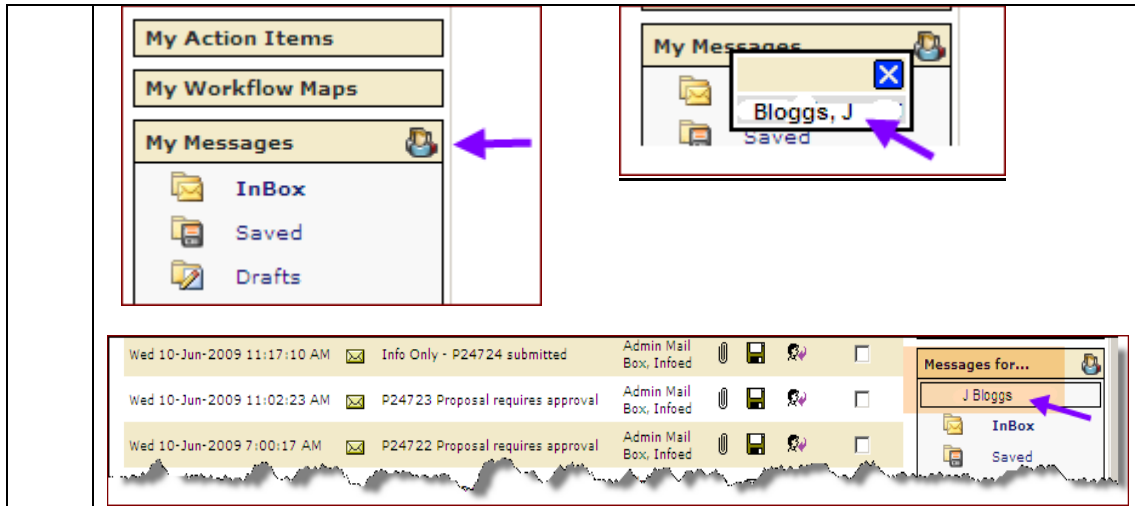 My Action Items
My Workflow Maps
My Messages
InBox
Saved
Drafts
My Messages
Bloggs, J
Saved
Wed 10-Jun-2009 11:17:10 AM Info Only - P24724 submitted Admin Mail
Box, Infoed
Wed 10-Jun-2009 11:02:23 AM P24723 Proposal requires approval Admin Mail
Box, Infoed
Wed 10-Jun-2009 7:00:17 AM P24722 Proposal requires approval Admin Mail
Box, Infoed
Messages for...
J Bloggs
InBox
Saved